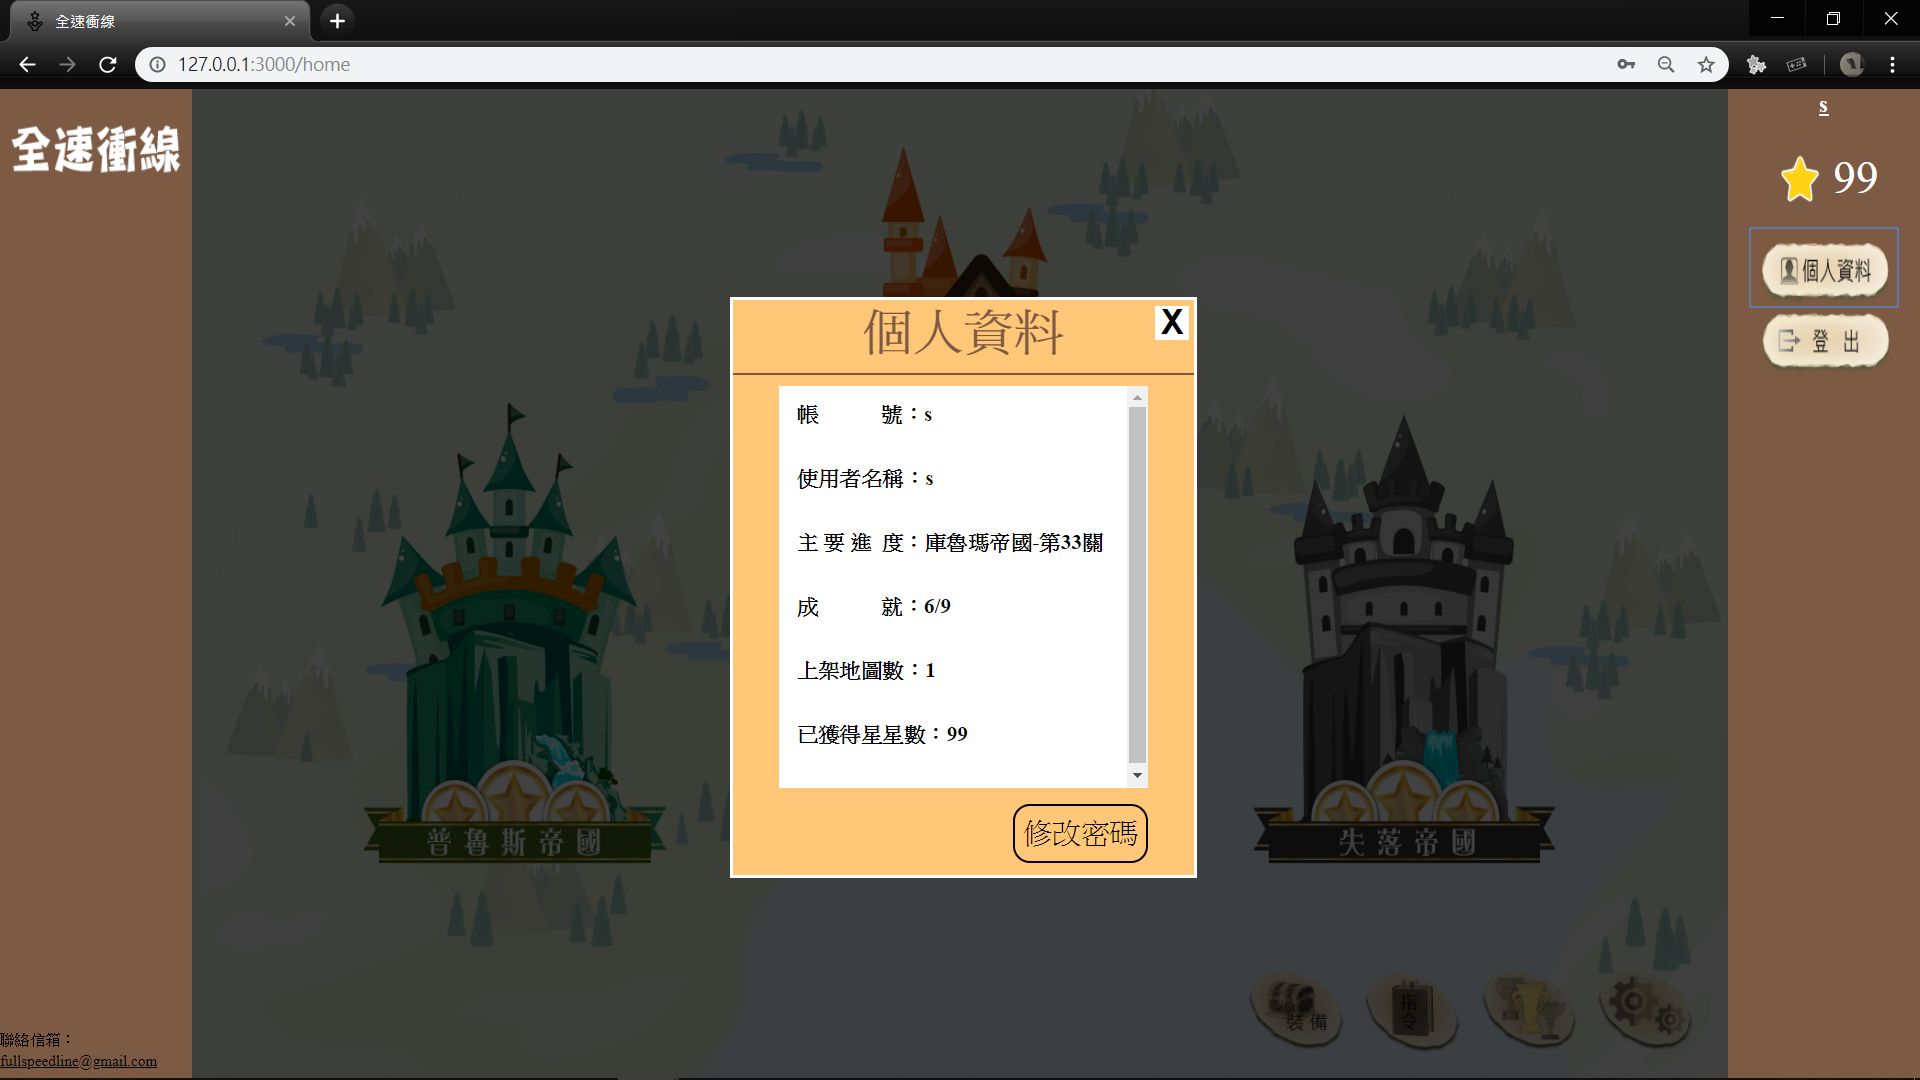 全速衝線
127.0.0.1:3000/home
全速衝線
s
99
個人資料
登 出
個人資料
X
帳 號：s
使用者名稱：s
主 要 進 度：庫魯瑪帝國-第33關
成 就：6/9
上架地圖數：1
已獲得星星數：99
修改密碼
普魯斯帝國
失落帝國
裝備
指令
聯絡信箱：
fullspeedline@gmail.com